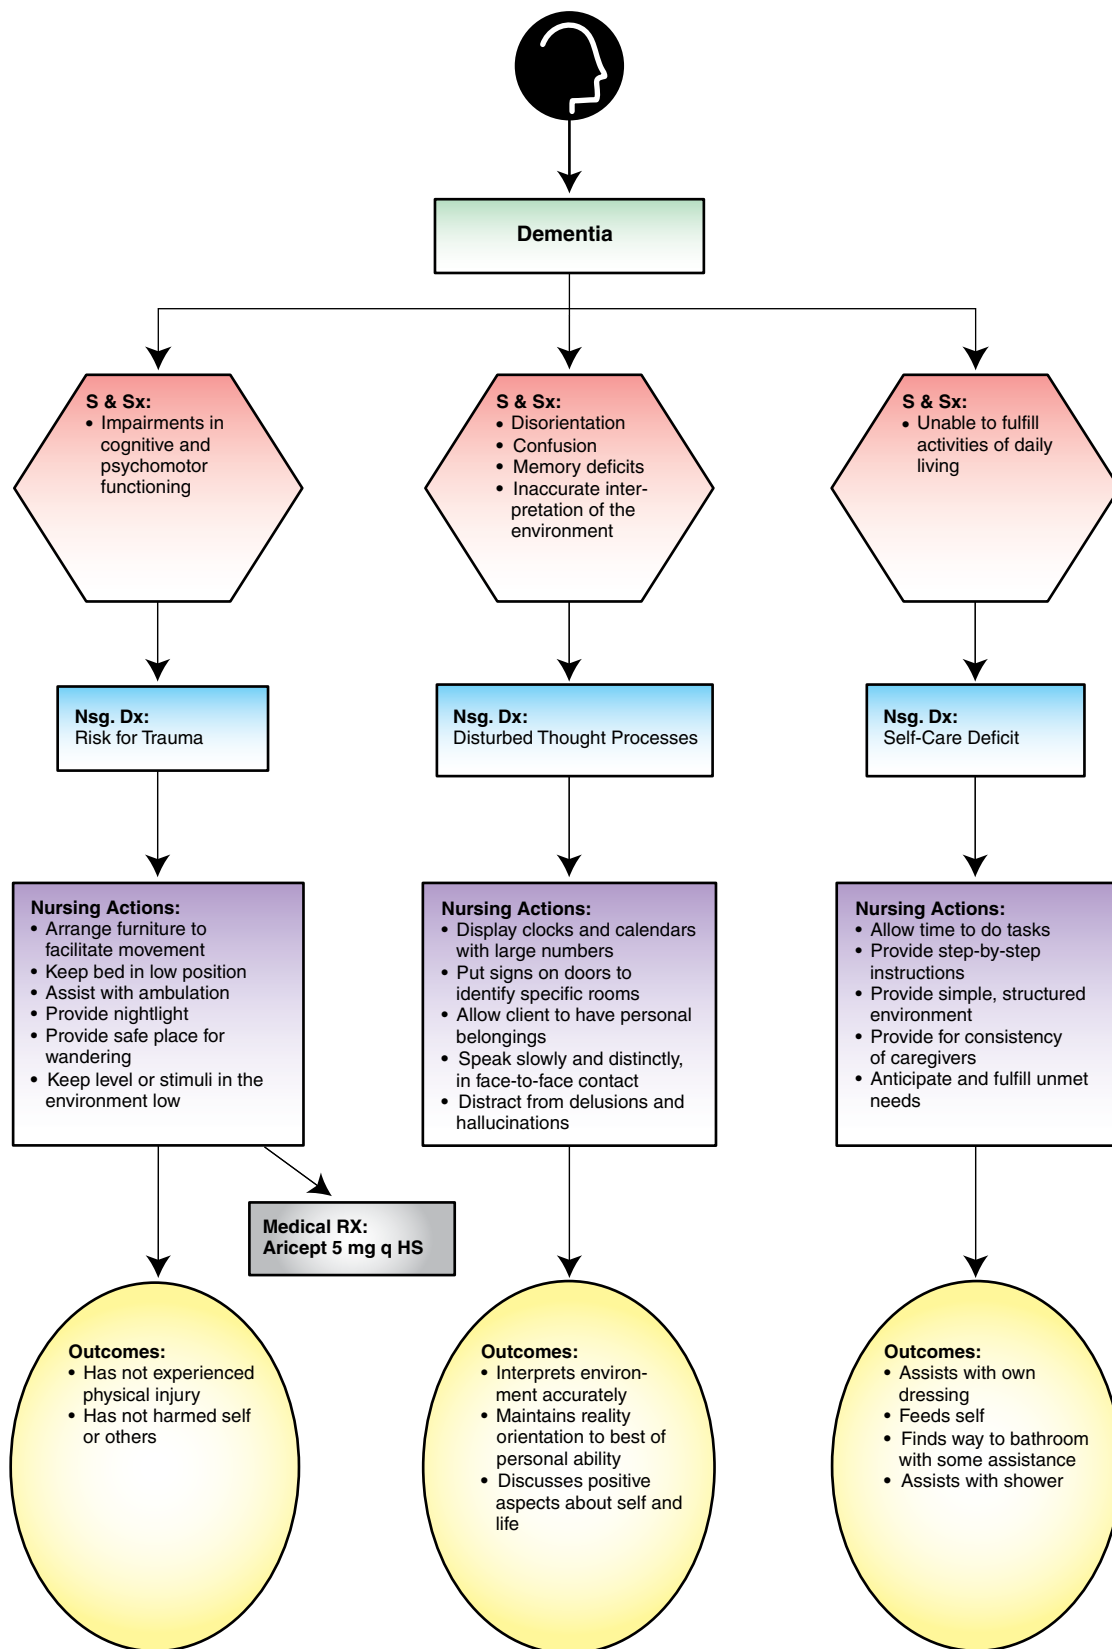 Dementia
S & Sx:
• Impairments in
cognitive and
psychomotor
functioning
S & Sx:
• Disorientation
• Confusion
• Memory deficits
• Inaccurate inter-
pretation of the
environment
S & Sx:
• Unable to fulfill
activities of daily
living
Nsg. Dx:
Risk for Trauma
Nsg. Dx:
Disturbed Thought Processes
Nsg. Dx:
Self-Care Deficit
Nursing Actions:
• Arrange furniture to
facilitate movement
• Keep bed in low position
• Assist with ambulation
• Provide nightlight
• Provide safe place for
wandering
• Keep level or stimuli in the
environment low
Nursing Actions:
• Display clocks and calendars
with large numbers
• Put signs on doors to
identify specific rooms
• Allow client to have personal
belongings
• Speak slowly and distinctly,
in face-to-face contact
• Distract from delusions and
hallucinations
Nursing Actions:
• Allow time to do tasks
• Provide step-by-step
instructions
• Provide simple, structured
environment
• Provide for consistency
of caregivers
• Anticipate and fulfill unmet
needs
Medical RX:
Aricept 5 mg q HS
Outcomes:
• Has not experienced
physical injury
• Has not harmed self
or others
Outcomes:
• Interprets environ-
ment accurately
• Maintains reality
orientation to best of
personal ability
• Discusses positive
aspects about self and
life
Outcomes:
• Assists with own
dressing
• Feeds self
• Finds way to bathroom
with some assistance
• Assists with shower